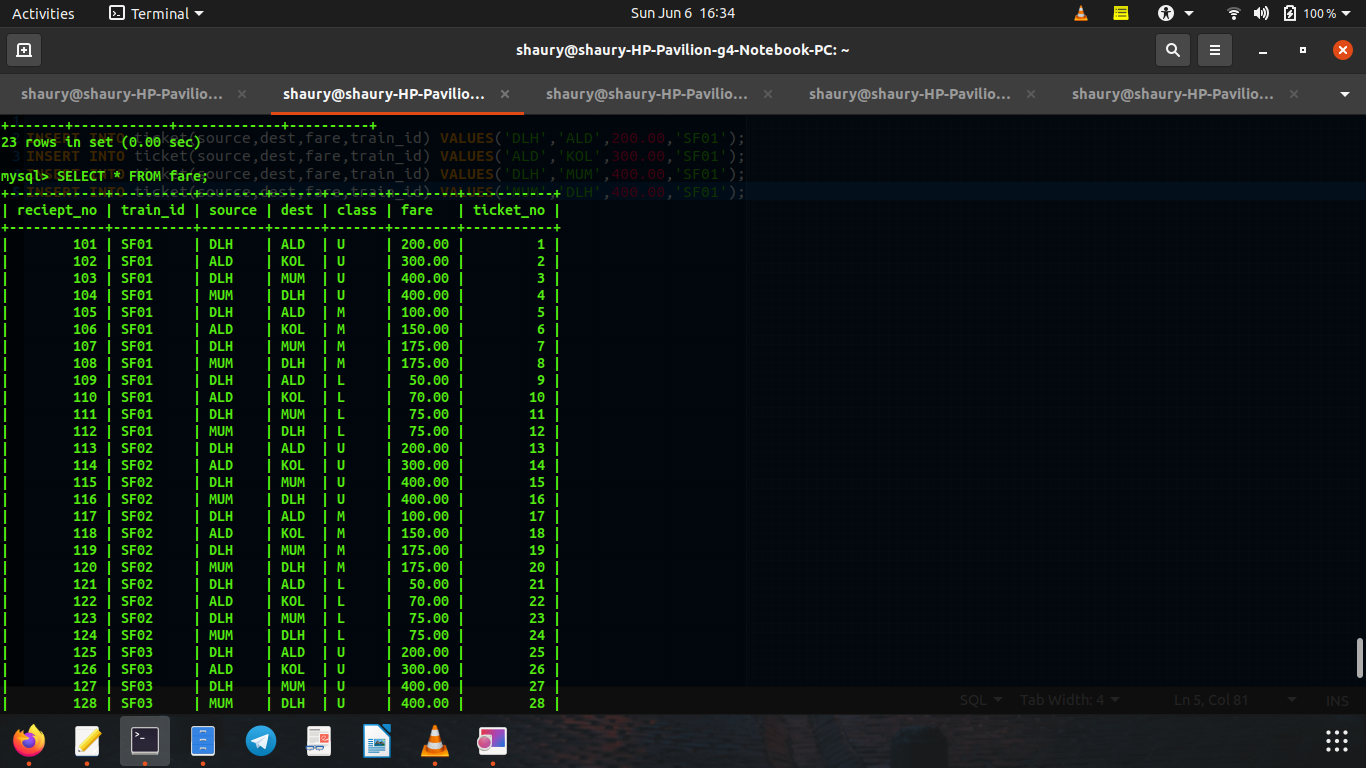 Activities Terminal Sun Jun 6 16:34 100 %
shaury@shaury-HP-Pavilion-g4-Notebook-PC: ~
shaury@shaury-HP-Pavilio... × shaury@shaury-HP-Pavilio... × shaury@shaury-HP-Pavilio... × shaury@shaury-HP-Pavilio... × shaury@shaury-HP-Pavilio... ×
+-------+------------+-------------+-----------+
INSERT INTO ticket(source,dest,fare,train_id) VALUES('DLH','ALD',200.00,'SF01');
23 rows in set (0.00 sec)
INSERT INTO ticket(source,dest,fare,train_id) VALUES('ALD','KOL',300.00,'SF01');
INSERT INTO ticket(source,dest,fare,train_id) VALUES('DLH','MUM',400.00,'SF01');
mysql> SELECT * FROM fare;
INSERT INTO ticket(source,dest,fare,train_id) VALUES('MUM','DLH',400.00,'SF01');
+------------+----------+--------+------+-------+--------+-----------+
| reciept_no | train_id | source | dest | class | fare   | ticket_no |
+------------+----------+--------+------+-------+--------+-----------+
|        101 | SF01     | DLH    | ALD  | U     | 200.00 |         1 |
|        102 | SF01     | ALD    | KOL  | U     | 300.00 |         2 |
|        103 | SF01     | DLH    | MUM  | U     | 400.00 |         3 |
|        104 | SF01     | MUM    | DLH  | U     | 400.00 |         4 |
|        105 | SF01     | DLH    | ALD  | M     | 100.00 |         5 |
|        106 | SF01     | ALD    | KOL  | M     | 150.00 |         6 |
|        107 | SF01     | DLH    | MUM  | M     | 175.00 |         7 |
|        108 | SF01     | MUM    | DLH  | M     | 175.00 |         8 |
|        109 | SF01     | DLH    | ALD  | L     |  50.00 |         9 |
|        110 | SF01     | ALD    | KOL  | L     |  70.00 |        10 |
|        111 | SF01     | DLH    | MUM  | L     |  75.00 |        11 |
|        112 | SF01     | MUM    | DLH  | L     |  75.00 |        12 |
|        113 | SF02     | DLH    | ALD  | U     | 200.00 |        13 |
|        114 | SF02     | ALD    | KOL  | U     | 300.00 |        14 |
|        115 | SF02     | DLH    | MUM  | U     | 400.00 |        15 |
|        116 | SF02     | MUM    | DLH  | U     | 400.00 |        16 |
|        117 | SF02     | DLH    | ALD  | M     | 100.00 |        17 |
|        118 | SF02     | ALD    | KOL  | M     | 150.00 |        18 |
|        119 | SF02     | DLH    | MUM  | M     | 175.00 |        19 |
|        120 | SF02     | MUM    | DLH  | M     | 175.00 |        20 |
|        121 | SF02     | DLH    | ALD  | L     |  50.00 |        21 |
|        122 | SF02     | ALD    | KOL  | L     |  70.00 |        22 |
|        123 | SF02     | DLH    | MUM  | L     |  75.00 |        23 |
|        124 | SF02     | MUM    | DLH  | L     |  75.00 |        24 |
|        125 | SF03     | DLH    | ALD  | U     | 200.00 |        25 |
|        126 | SF03     | ALD    | KOL  | U     | 300.00 |        26 |
|        127 | SF03     | DLH    | MUM  | U     | 400.00 |        27 |
|        128 | SF03     | MUM    | DLH  | U     | 400.00 |        28 |
SQL Tab Width: 4 Ln 5, Col 81 INS